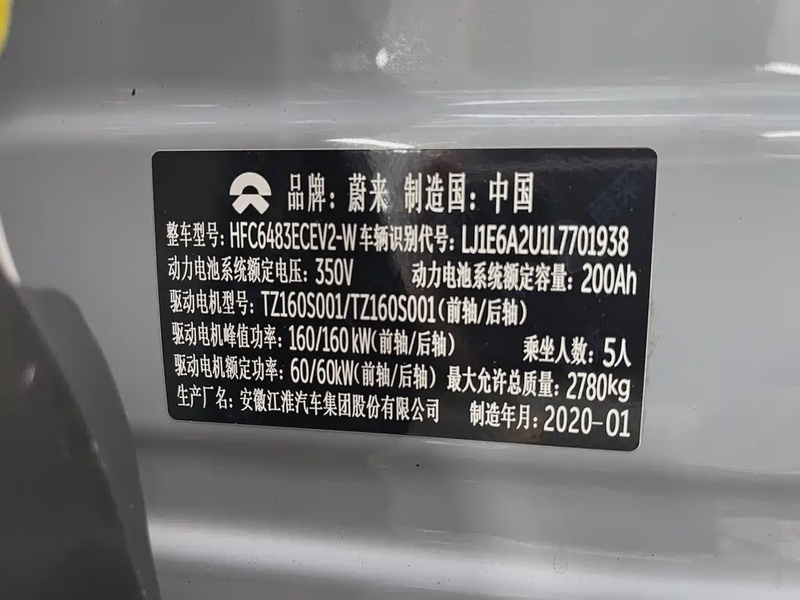 品牌：蔚来 制造国：中国
整车型号：HFC6483ECEV2-W 车辆识别代号：LJ1E6A2U1L7701938
动力电池系统额定电压：350V 动力电池系统额定容量：200Ah
驱动电机型号：TZ160S001/TZ160S001(前轴/后轴)
驱动电机峰值功率：160/160kW(前轴/后轴) 乘坐人数：5人
驱动电机额定功率：60/60kW(前轴/后轴) 最大允许总质量：2780kg
生产厂名：安徽江淮汽车集团股份有限公司 制造年月：2020-01